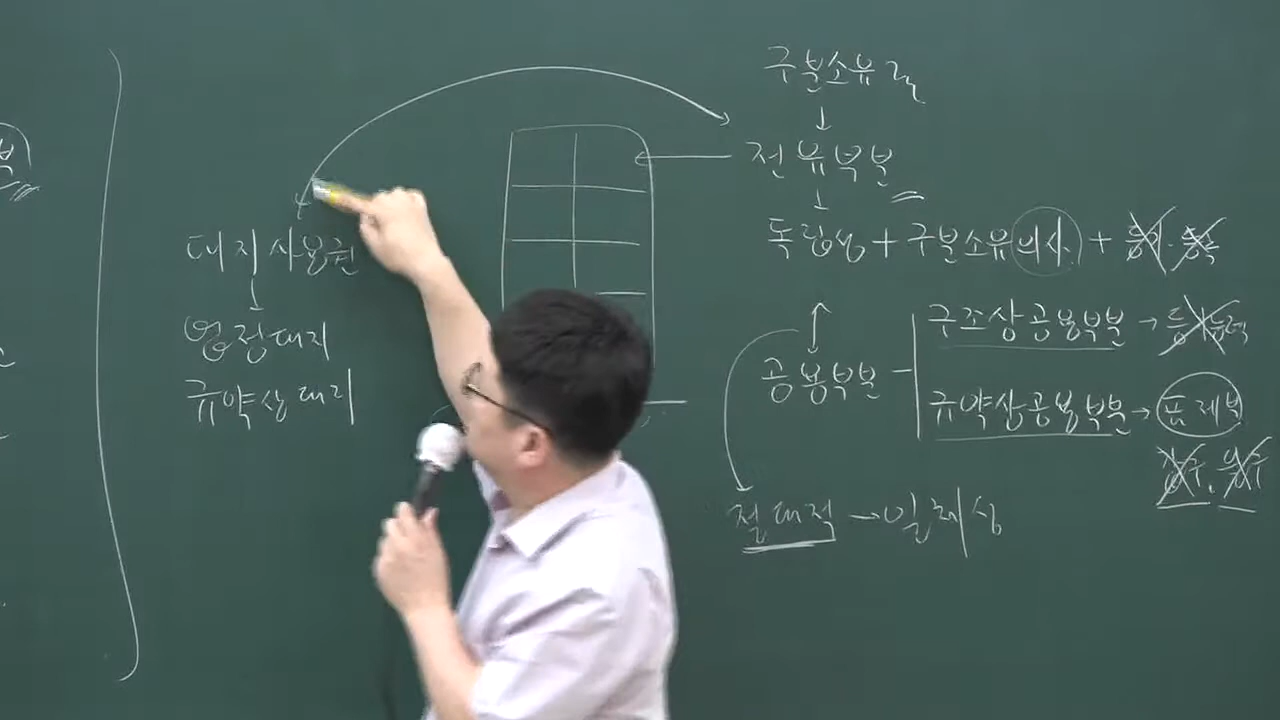 구분소유권
↓
전유부분
↓
독립성 + 구분소유의사 + 등기·등록
공용부분
구조상공용부분 →
규약상공용부분 → 표제부
절대적 → 일체성
대지사용권
↓
법정대지
규약상대지